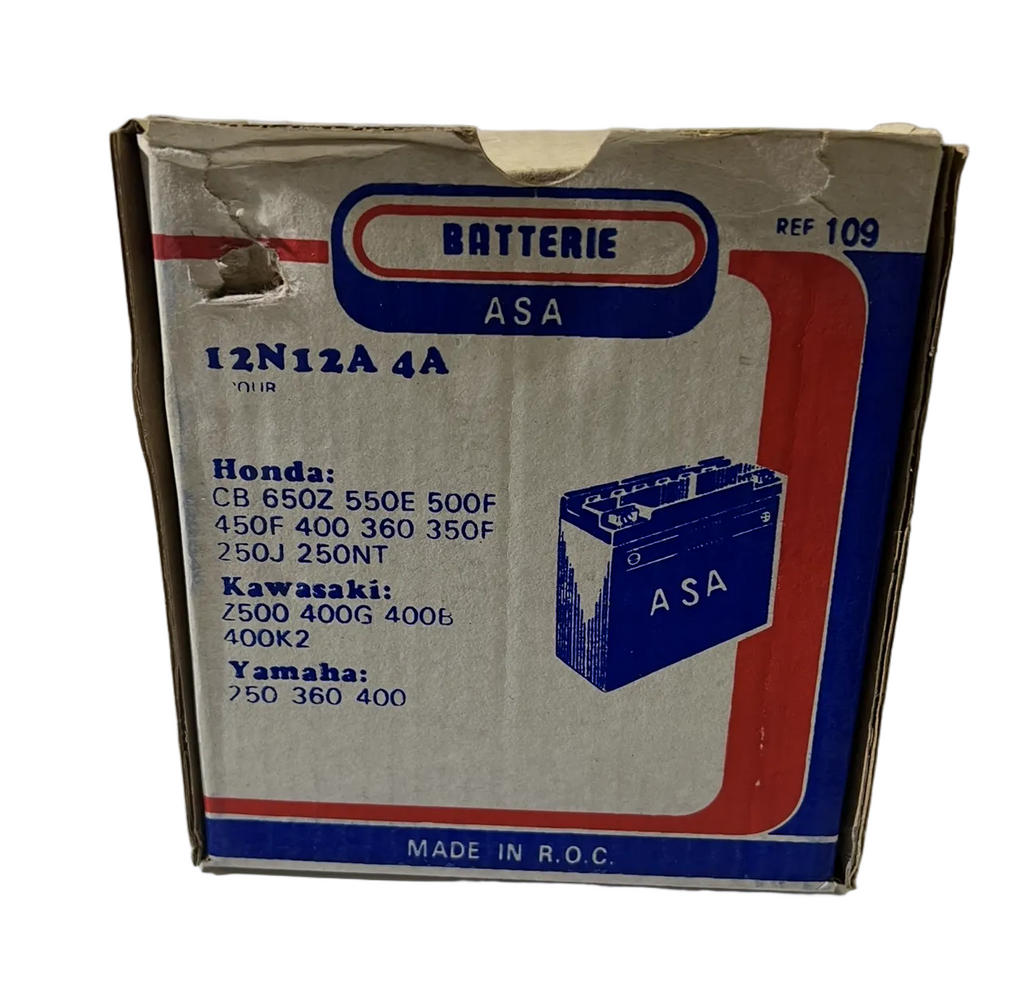 BATTERIE
REF 109
ASA
12N12A 4A
Honda:
CB 650Z 550E 500F
450F 400 360 350F
250J 250NT
Kawasaki:
Z500 400G 400B
400K2
Yamaha:
250 360 400
ASA
MADE IN R.O.C.